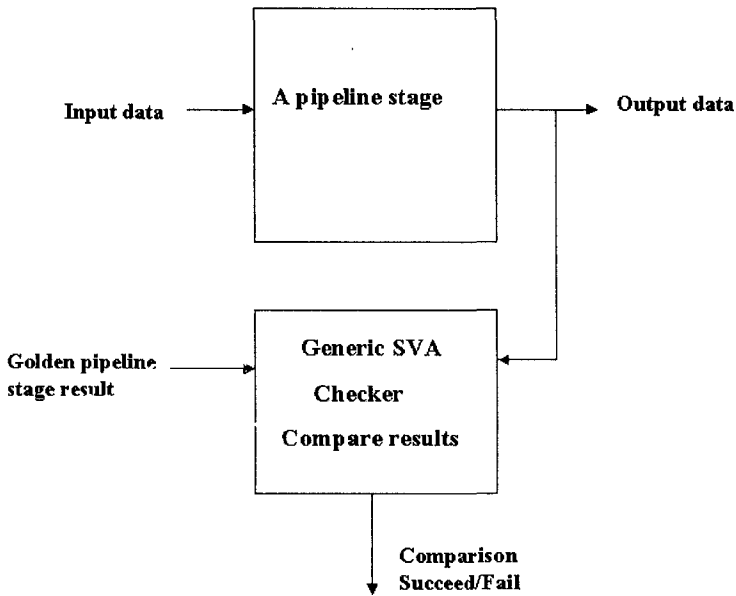 Input data
A pipeline stage
Output data
Golden pipeline
stage result
Generic SVA
Checker
Compare results
Comparison
Succeed/Fail